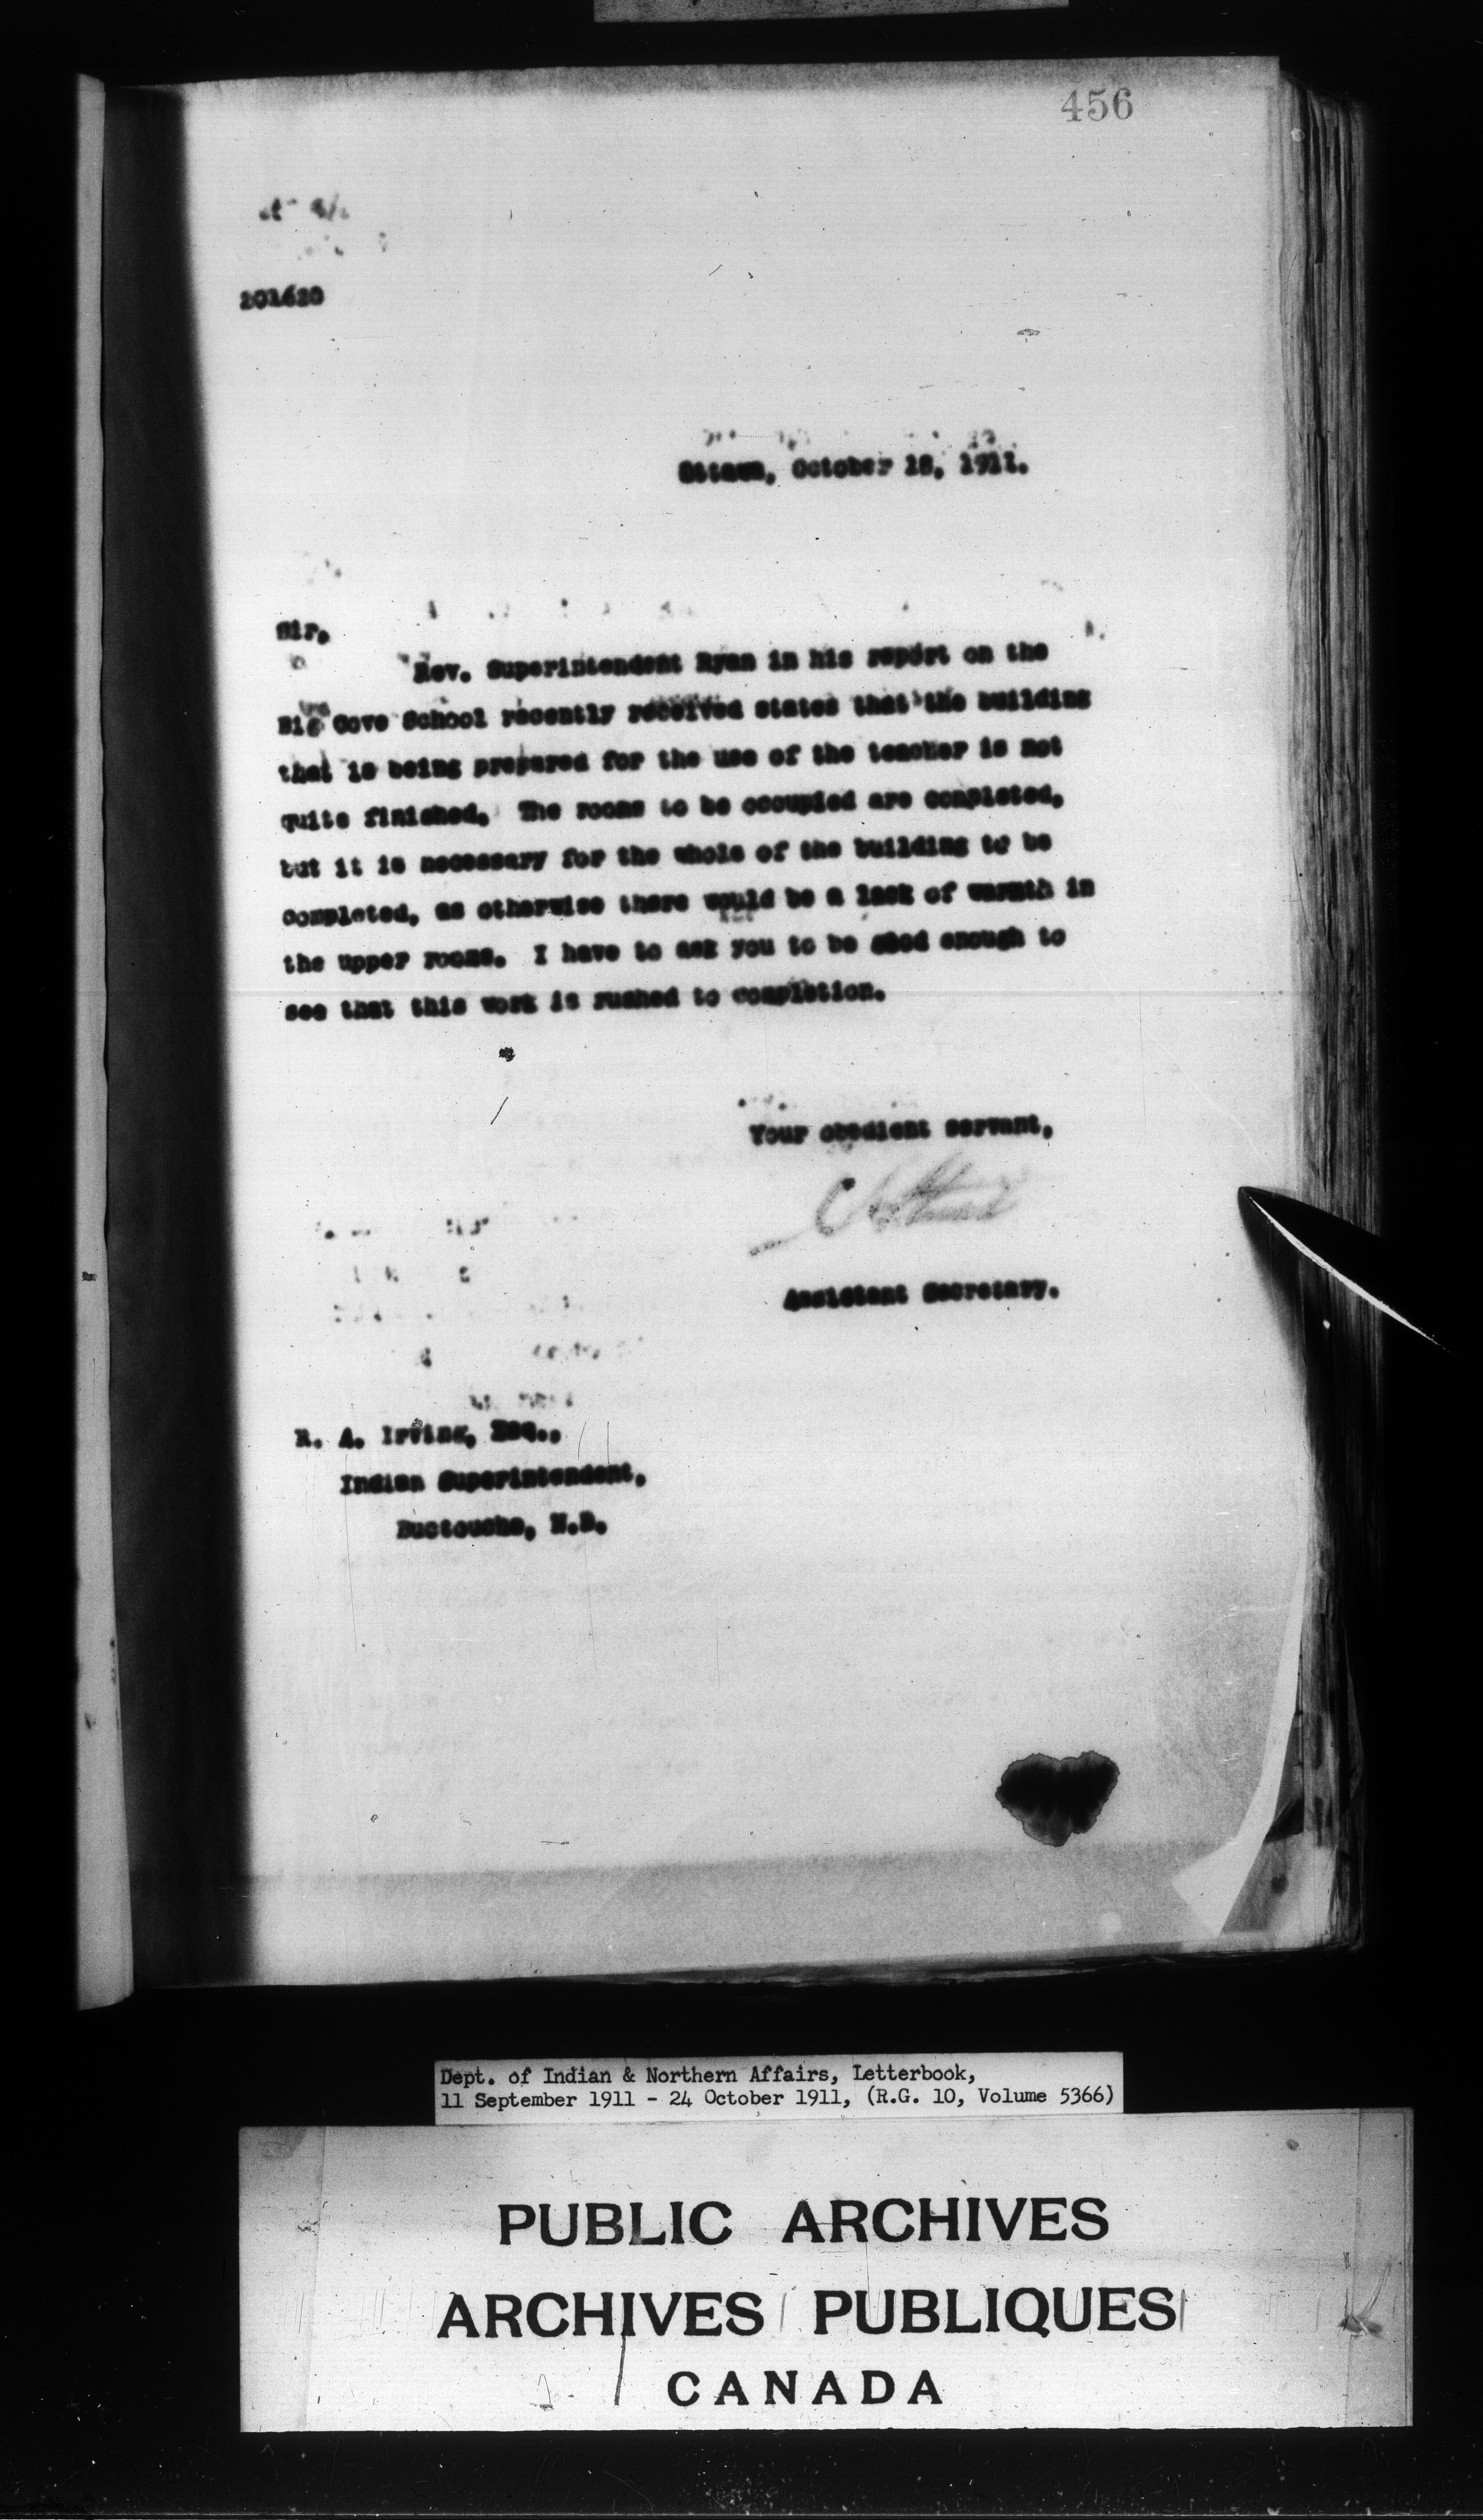 456
201620
Ottawa, October 18, 1911.
Sir,
Rev. Superintendent Ryan in his report on the
Big Cove School recently received states that the building
that is being prepared for the use of the teacher is not
quite finished. The rooms to be occupied are completed,
but it is necessary for the whole of the building to be
completed, as otherwise there would be a lack of warmth in
the upper rooms. I have to ask you to be good enough to
see that this work is rushed to completion.
Your obedient servant,
Assistant Secretary.
R. A. Irving, Esq.,
Indian Superintendent,
Buctouche, N.B.
Dept. of Indian & Northern Affairs, Letterbook,
11 September 1911 - 24 October 1911, (R.G. 10, Volume 5366)
PUBLIC ARCHIVES
ARCHIVES PUBLIQUES
CANADA